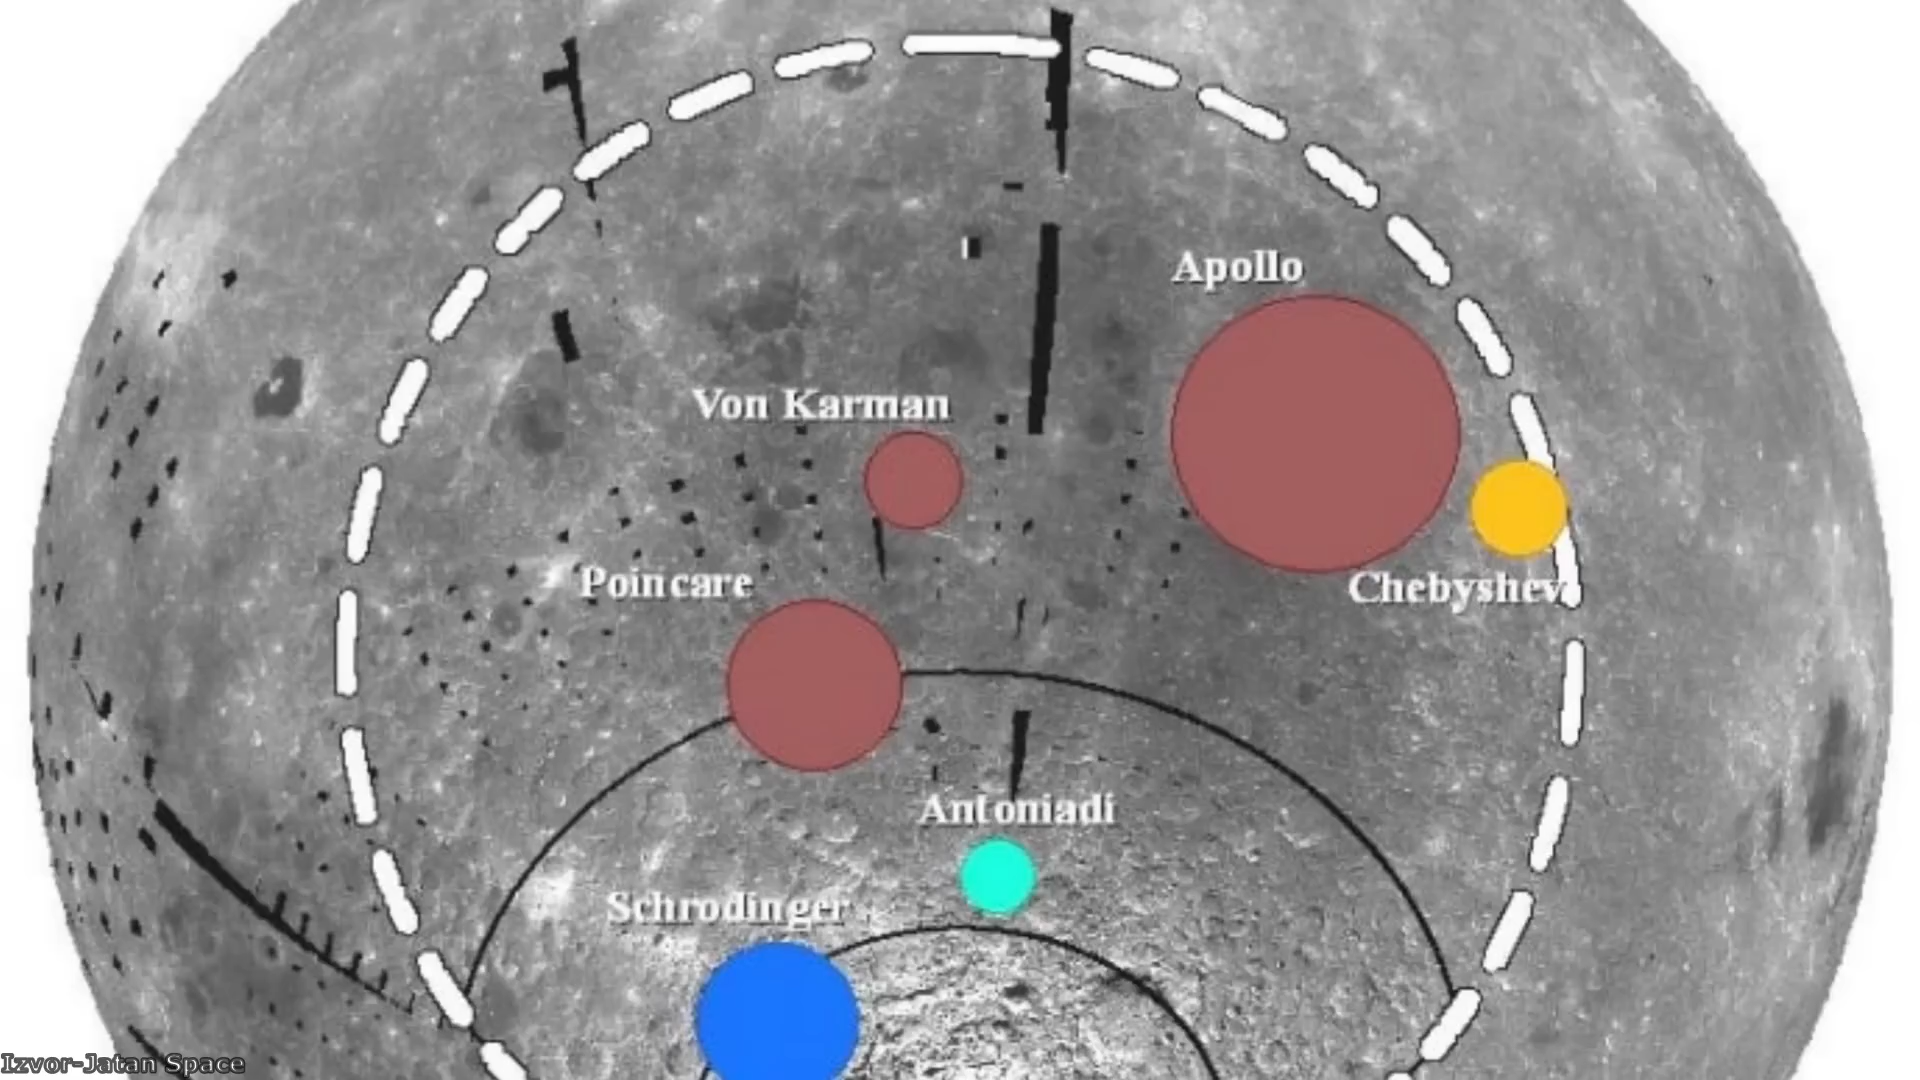 Apollo
Von Karman
Poincare
Chebyshev
Antoniadi
Schrodinger
Izvor-Jatan Space